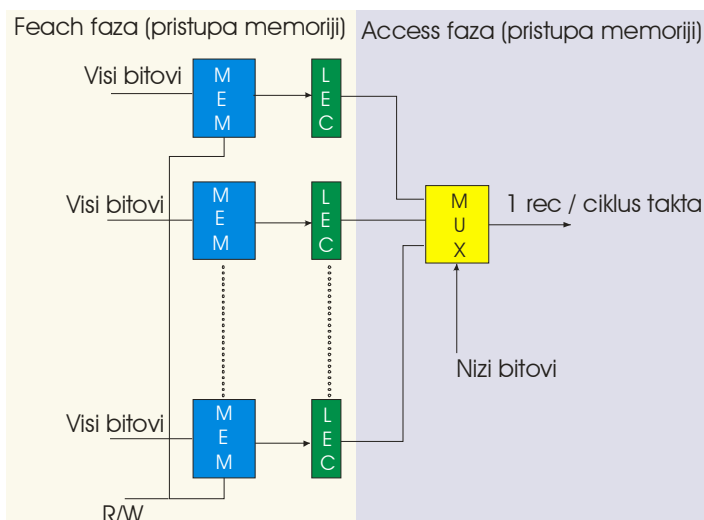 Feach faza (pristupa memoriji)
Access faza (pristupa memoriji)
Visi bitovi
M
E
M
L
E
C
Visi bitovi
M
E
M
L
E
C
M
U
X
1 rec / ciklus takta
Nizi bitovi
Visi bitovi
M
E
M
L
E
C
R/W